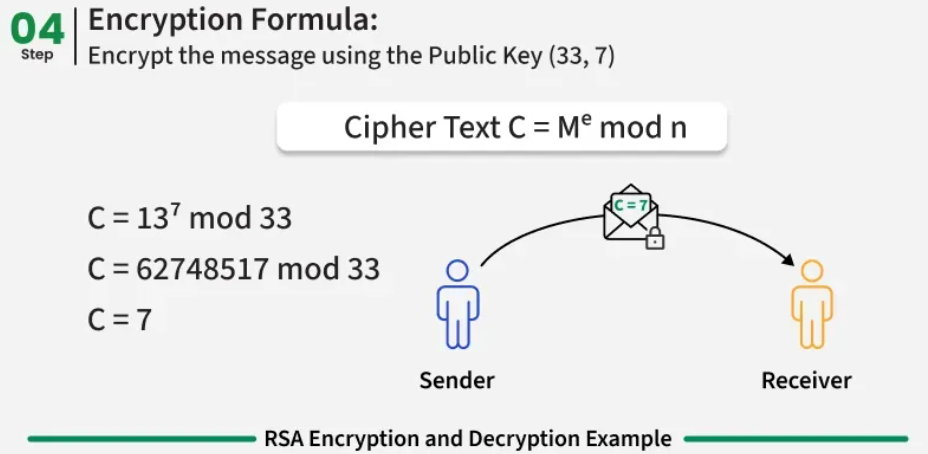 04
Step
Encryption Formula:
Encrypt the message using the Public Key (33, 7)
Cipher Text C = Mᵉ mod n
C = 13⁷ mod 33
C = 62748517 mod 33
C = 7
C = 7
Sender
Receiver
RSA Encryption and Decryption Example